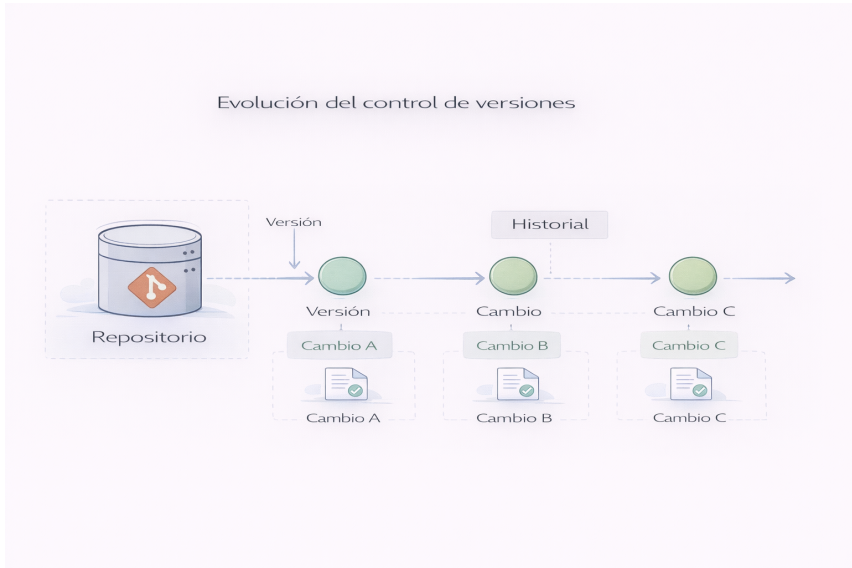 Evolución del control de versiones
Versión
Historial
Repositorio
Versión
Cambio
Cambio C
Cambio A
Cambio B
Cambio C
Cambio A
Cambio B
Cambio C